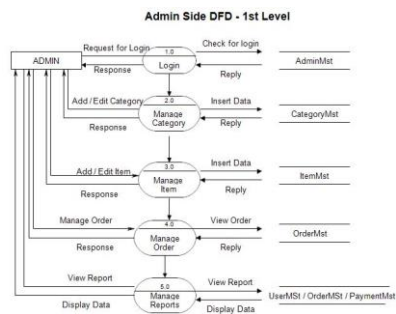 Admin Side DFD - 1st Level
Request for Login
1.0
Check for login
ADMIN
Login
AdminMst
Response
Reply
Add / Edit Category
2.0
Insert Data
Manage
Category
CategoryMst
Response
Reply
Add / Edit Item
3.0
Insert Data
Manage
Item
ItemMst
Response
Reply
Manage Order
4.0
View Order
Manage
Order
OrderMst
Response
Reply
View Report
5.0
View Report
Manage
Reports
UserMSt / OrderMSt / PaymentMst
Display Data
Display Data